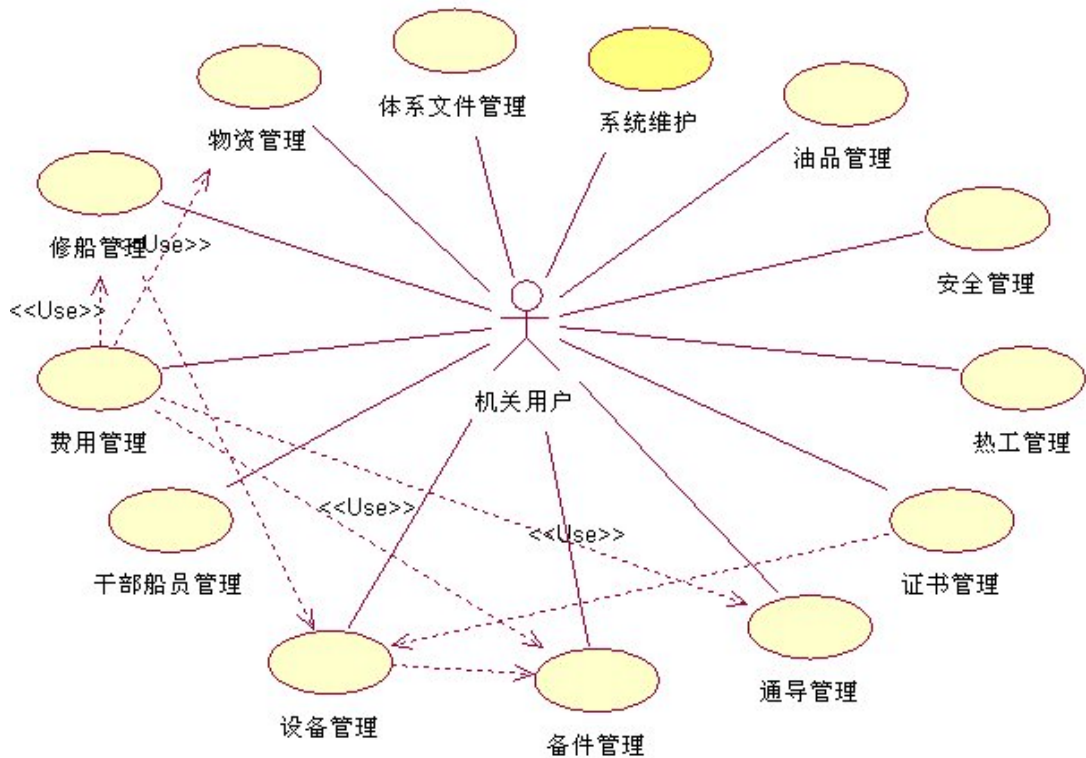 体系文件管理
系统维护
物资管理
油品管理
修船管理
<<Use>>
安全管理
<<Use>>
机关用户
费用管理
热工管理
<<Use>>
<<Use>>
干部船员管理
证书管理
通导管理
设备管理
备件管理